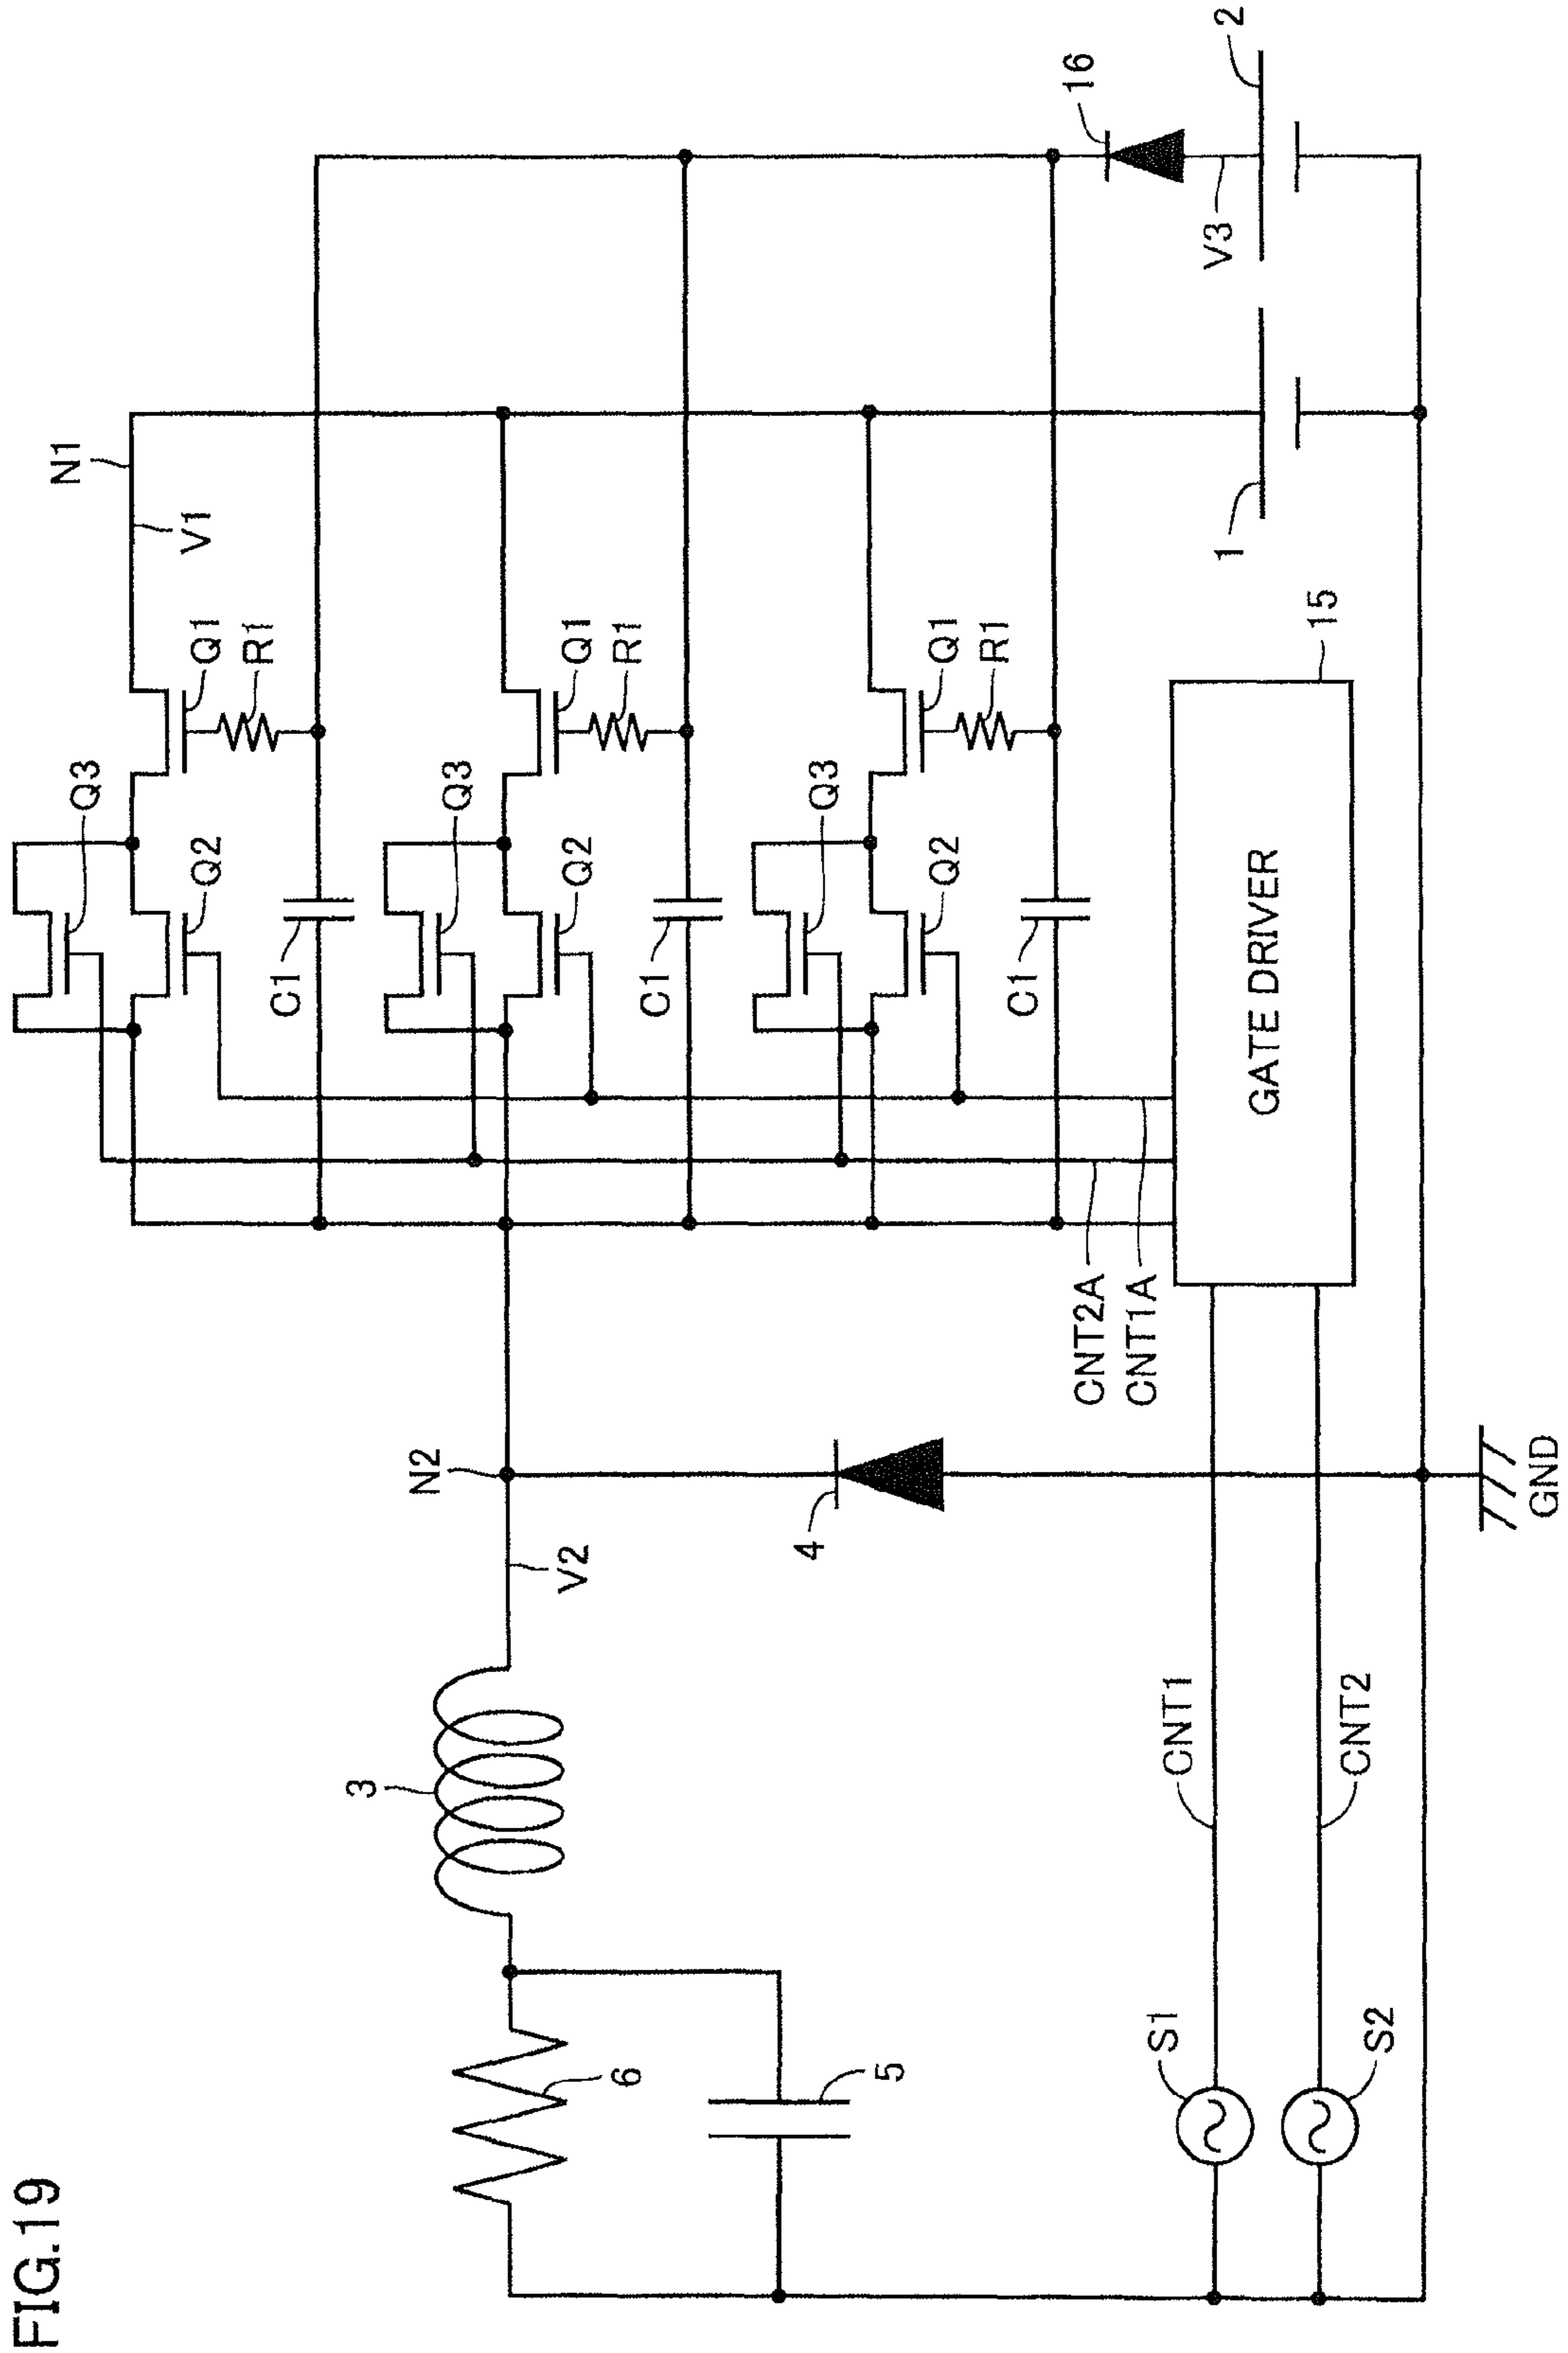 FIG.19
N1
V1
Q3
Q1
Q2
R1
C1
Q3
Q1
Q2
R1
C1
Q3
Q1
Q2
R1
C1
16
2
V3
1
15
GATE DRIVER
CNT2A
CNT1A
N2
V2
4
GND
3
6
5
CNT1
CNT2
S1
S2